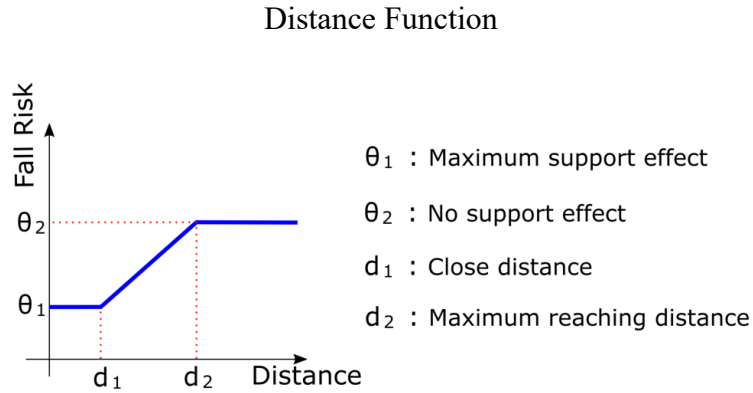 Distance Function
Fall Risk
θ₂
θ₁
d₁
d₂
Distance
θ₁ : Maximum support effect
θ₂ : No support effect
d₁ : Close distance
d₂ : Maximum reaching distance